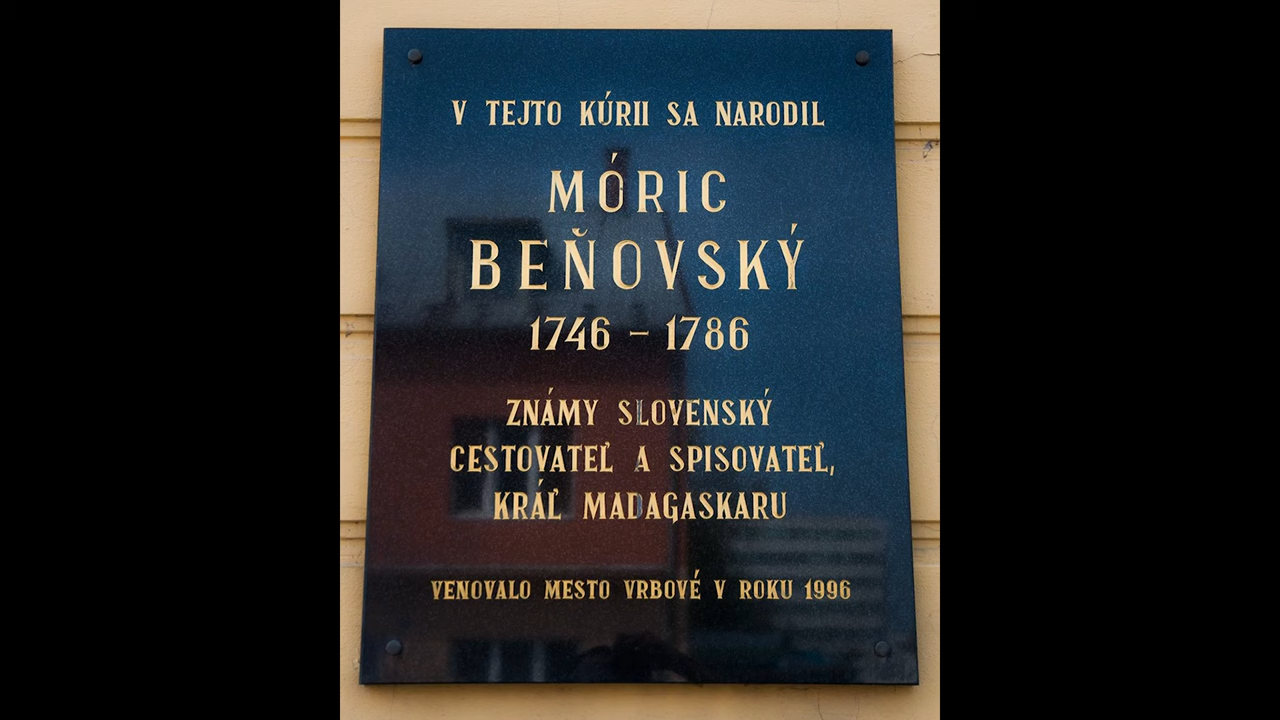 V TEJTO KÚRII SA NARODIL
MÓRIC
BEŇOVSKÝ
1746 – 1786
ZNÁMY SLOVENSKÝ
CESTOVATEĽ A SPISOVATEĽ,
KRÁĽ MADAGASKARU
VENOVALO MESTO VRBOVÉ V ROKU 1996